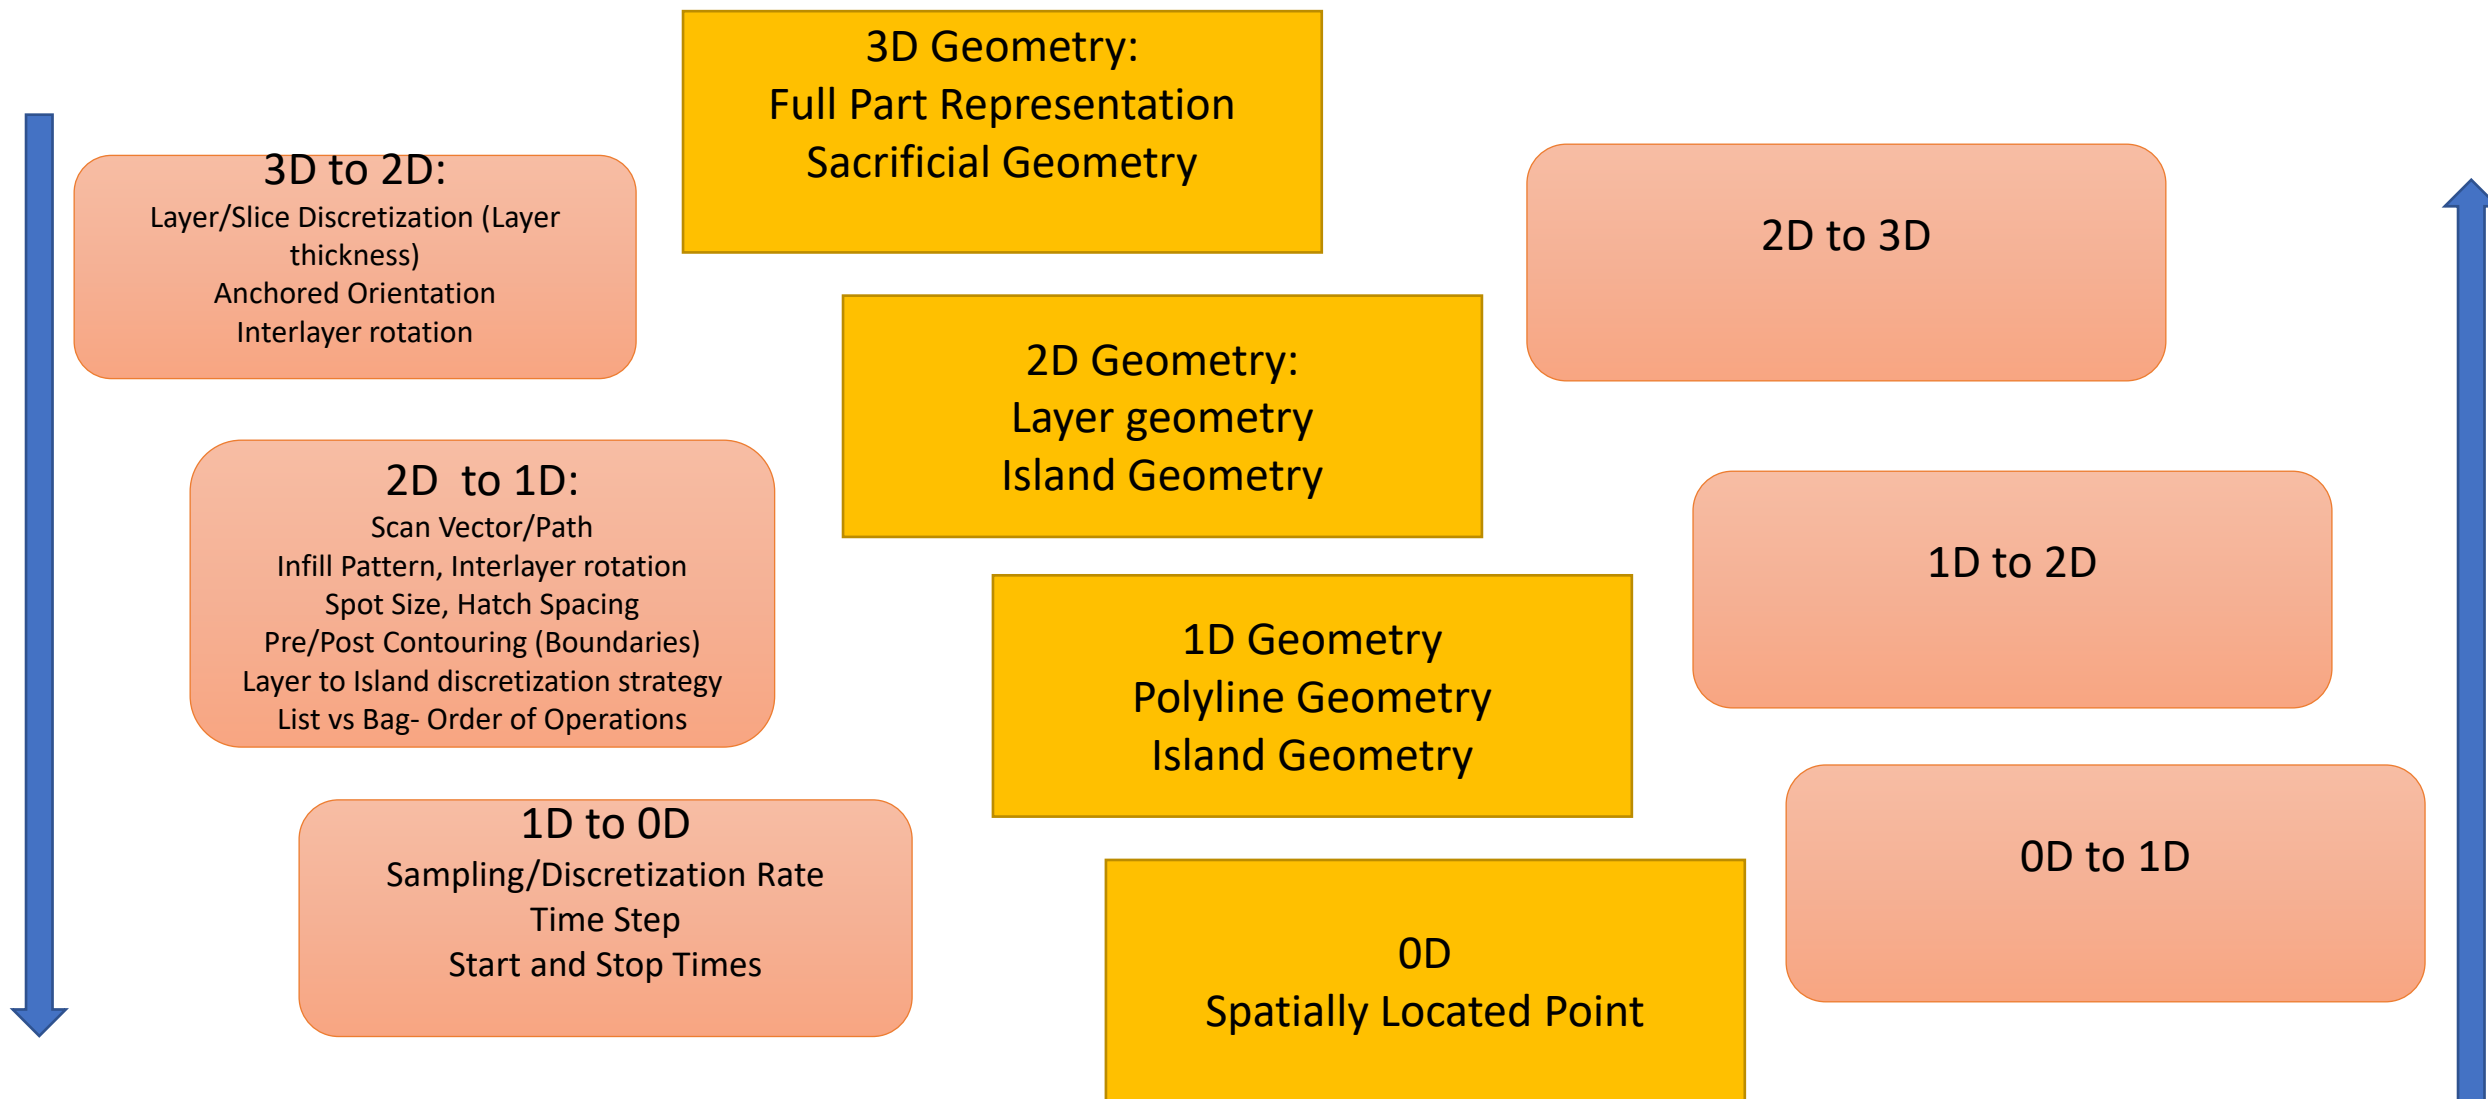 3D Geometry:
Full Part Representation
Sacrificial Geometry
3D to 2D:
Layer/Slice Discretization (Layer
thickness)
Anchored Orientation
Interlayer rotation
2D to 3D
2D Geometry:
Layer geometry
Island Geometry
2D  to 1D:
Scan Vector/Path
Infill Pattern, Interlayer rotation
Spot Size, Hatch Spacing
Pre/Post Contouring (Boundaries)
Layer to Island discretization strategy
List vs Bag- Order of Operations
1D to 2D
1D Geometry
Polyline Geometry
Island Geometry
1D to 0D
Sampling/Discretization Rate
Time Step
Start and Stop Times
0D to 1D
0D
Spatially Located Point